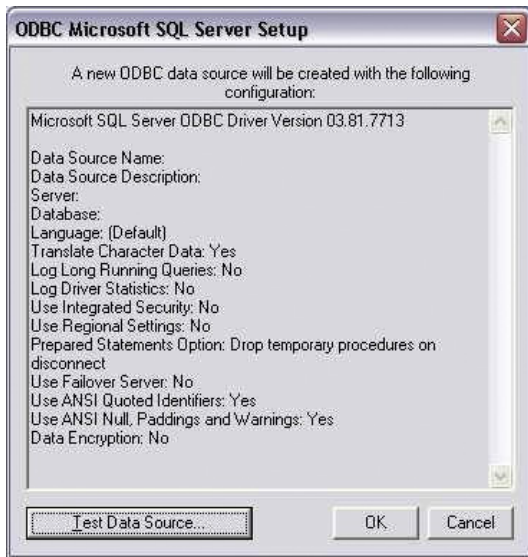 ODBC Microsoft SQL Server Setup
A new ODBC data source will be created with the following
configuration:
Microsoft SQL Server ODBC Driver Version 03.81.7713
Data Source Name:
Data Source Description:
Server:
Database:
Language: (Default)
Translate Character Data: Yes
Log Long Running Queries: No
Log Driver Statistics: No
Use Integrated Security: No
Use Regional Settings: No
Prepared Statements Option: Drop temporary procedures on
disconnect
Use Failover Server: No
Use ANSI Quoted Identifiers: Yes
Use ANSI Null, Paddings and Warnings: Yes
Data Encryption: No
Test Data Source... OK Cancel